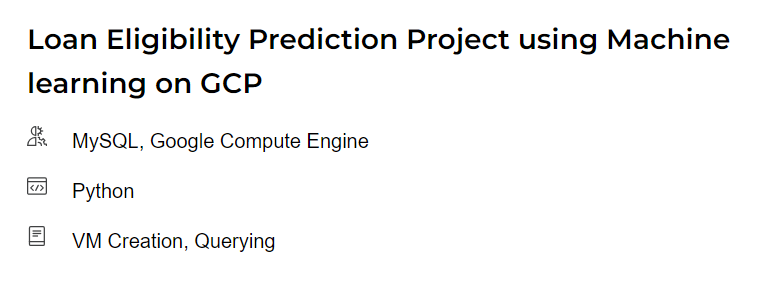 Loan Eligibility Prediction Project using Machine
learning on GCP
MySQL, Google Compute Engine
Python
VM Creation, Querying